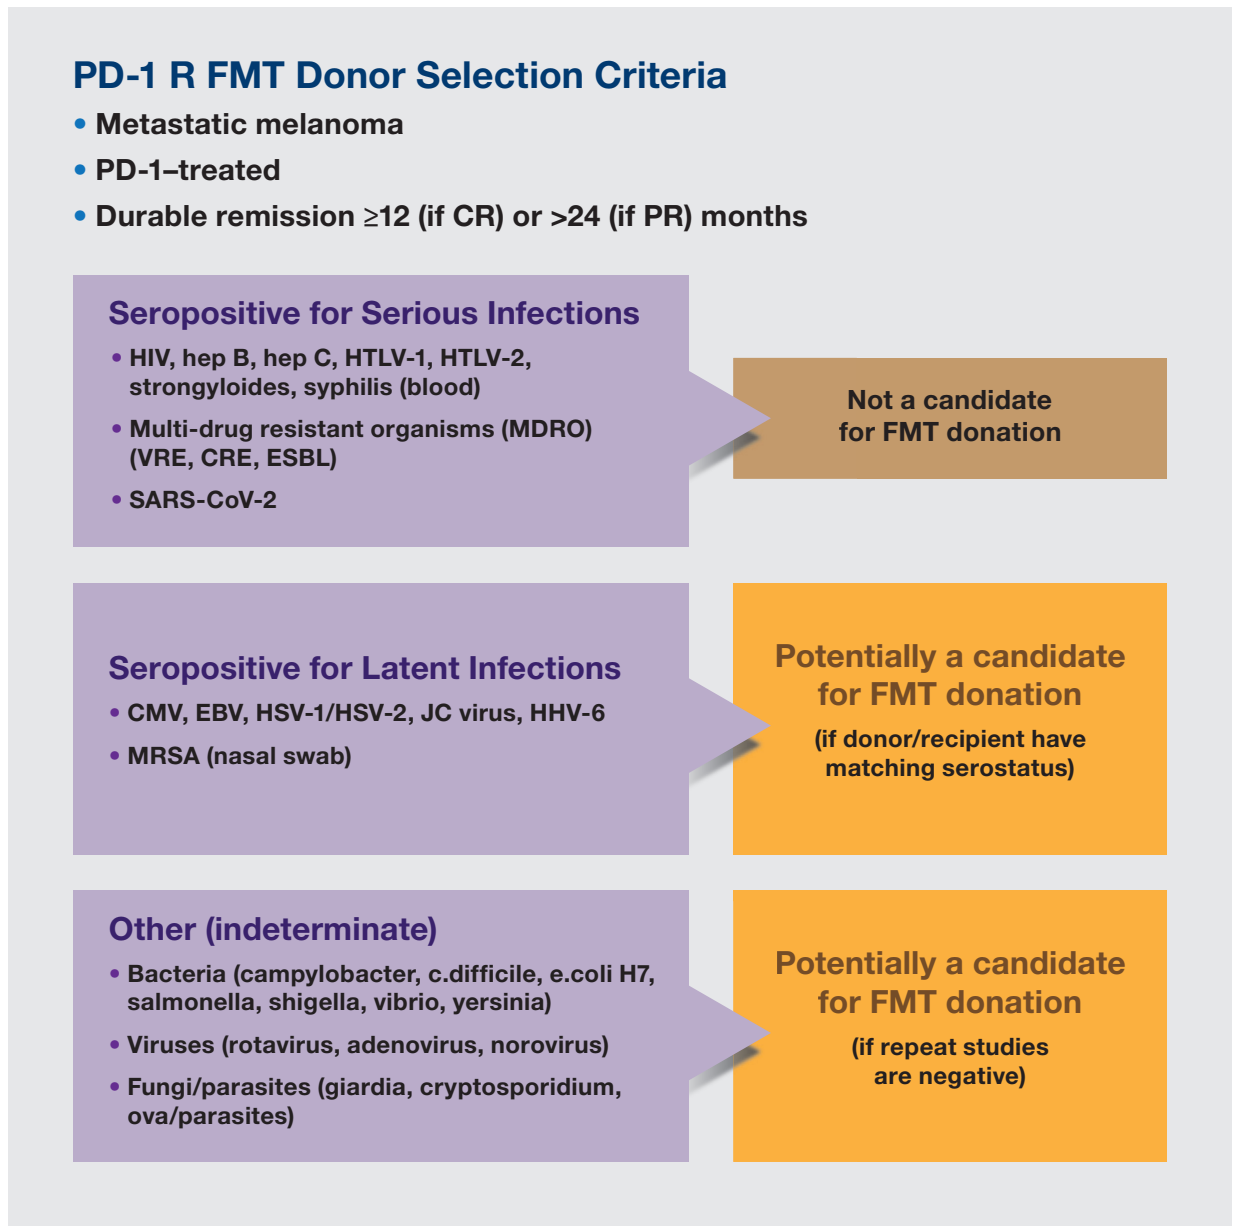 PD-1 R FMT Donor Selection Criteria
• Metastatic melanoma
• PD-1–treated
• Durable remission ≥12 (if CR) or >24 (if PR) months
Seropositive for Serious Infections
• HIV, hep B, hep C, HTLV-1, HTLV-2,
strongyloides, syphilis (blood)
• Multi-drug resistant organisms (MDRO)
(VRE, CRE, ESBL)
• SARS-CoV-2
Not a candidate
for FMT donation
Seropositive for Latent Infections
• CMV, EBV, HSV-1/HSV-2, JC virus, HHV-6
• MRSA (nasal swab)
Potentially a candidate
for FMT donation
(if donor/recipient have
matching serostatus)
Other (indeterminate)
• Bacteria (campylobacter, c.difficile, e.coli H7,
salmonella, shigella, vibrio, yersinia)
• Viruses (rotavirus, adenovirus, norovirus)
• Fungi/parasites (giardia, cryptosporidium,
ova/parasites)
Potentially a candidate
for FMT donation
(if repeat studies
are negative)